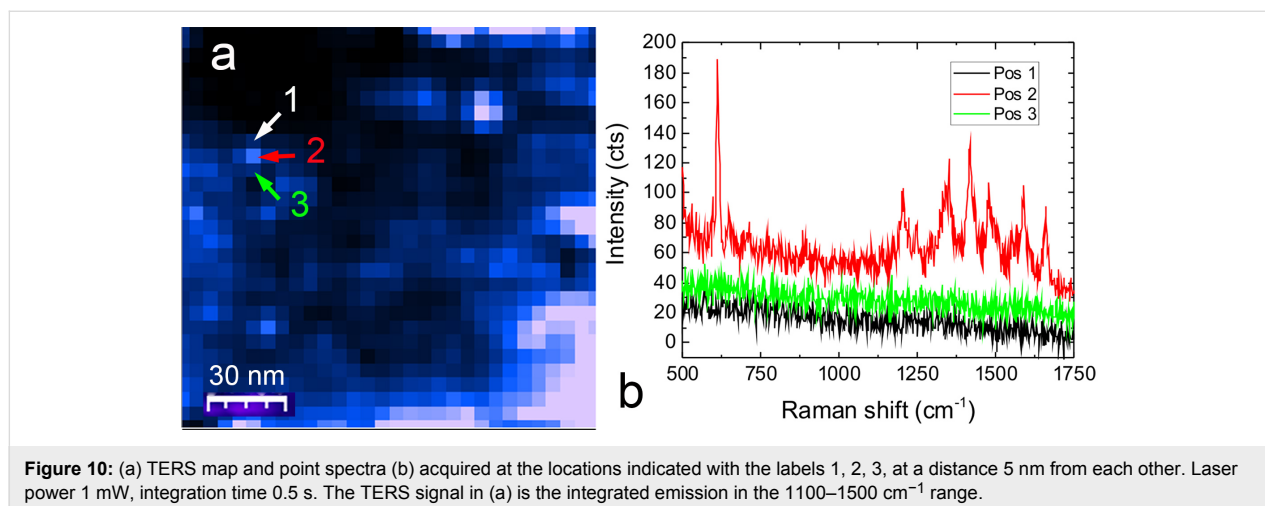 a
1
2
3
30 nm
200
180
160
140
120
100
80
60
40
20
0
Intensity (cts)
Pos 1
Pos 2
Pos 3
500 750 1000 1250 1500 1750
Raman shift (cm⁻¹)
b
Figure 10: (a) TERS map and point spectra (b) acquired at the locations indicated with the labels 1, 2, 3, at a distance 5 nm from each other. Laser
power 1 mW, integration time 0.5 s. The TERS signal in (a) is the integrated emission in the 1100–1500 cm⁻¹ range.